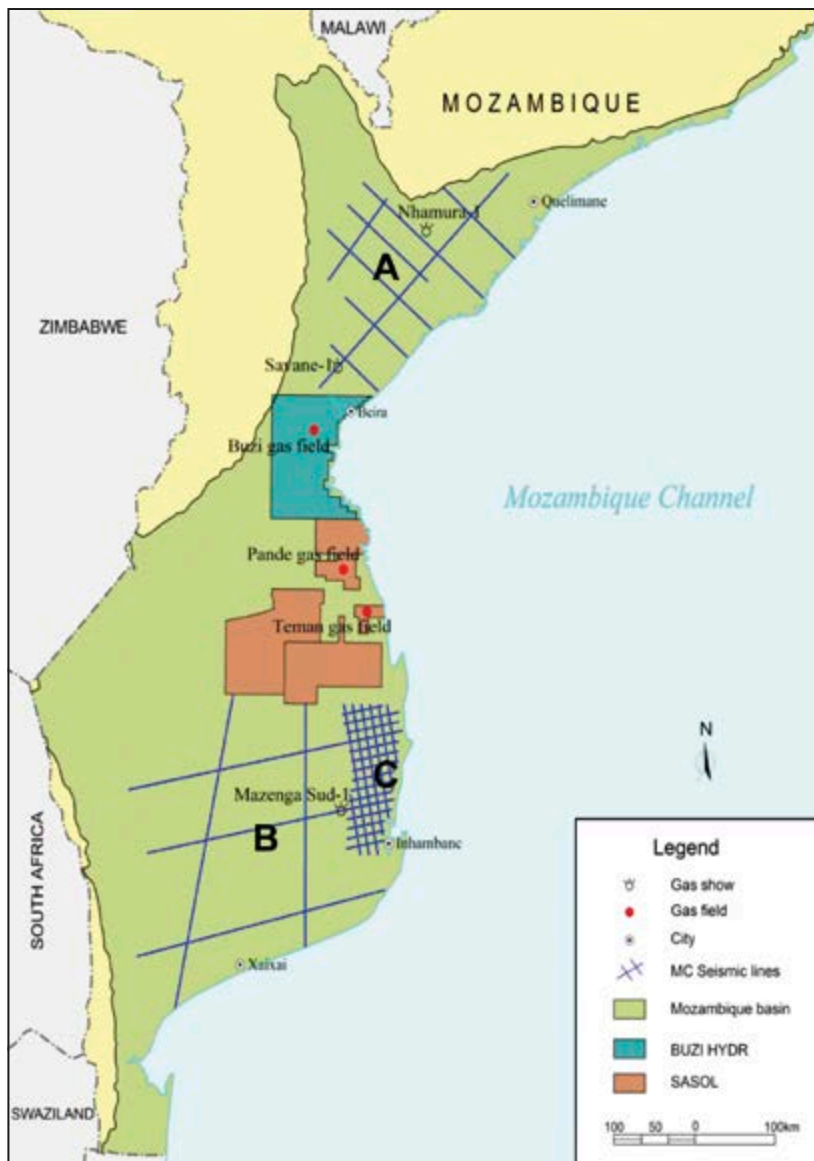 MALAWI
MOZAMBIQUE
Quelimane
Nhamura-1
A
ZIMBABWE
Savane-1
Beira
Buzi gas field
Mozambique Channel
Pande gas field
Teman gas field
C
Mazenga Sud-1
B
Inhambane
N
SOUTH AFRICA
Xaixai
SWAZILAND
Legend
Gas show
Gas field
City
MC Seismic lines
Mozambique basin
BUZI HYDR
SASOL
100 50 0 100km